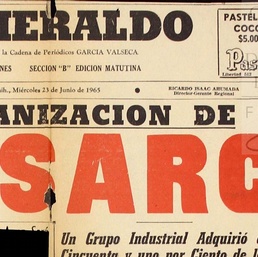 HERALDO
la Cadena de Periódicos GARCIA VALSECA
NES SECCION "B" EDICION MATUTINA
PASTEL
COCO
$5.00
Pas
Libertad
ih., Miércoles 23 de Junio de 1965
RICARDO ISAAC AHUMADA
Director-Gerente Regional
ANIZACION DE
SARC
Un Grupo Industrial Adquirió
Cincuenta y uno por Ciento de l